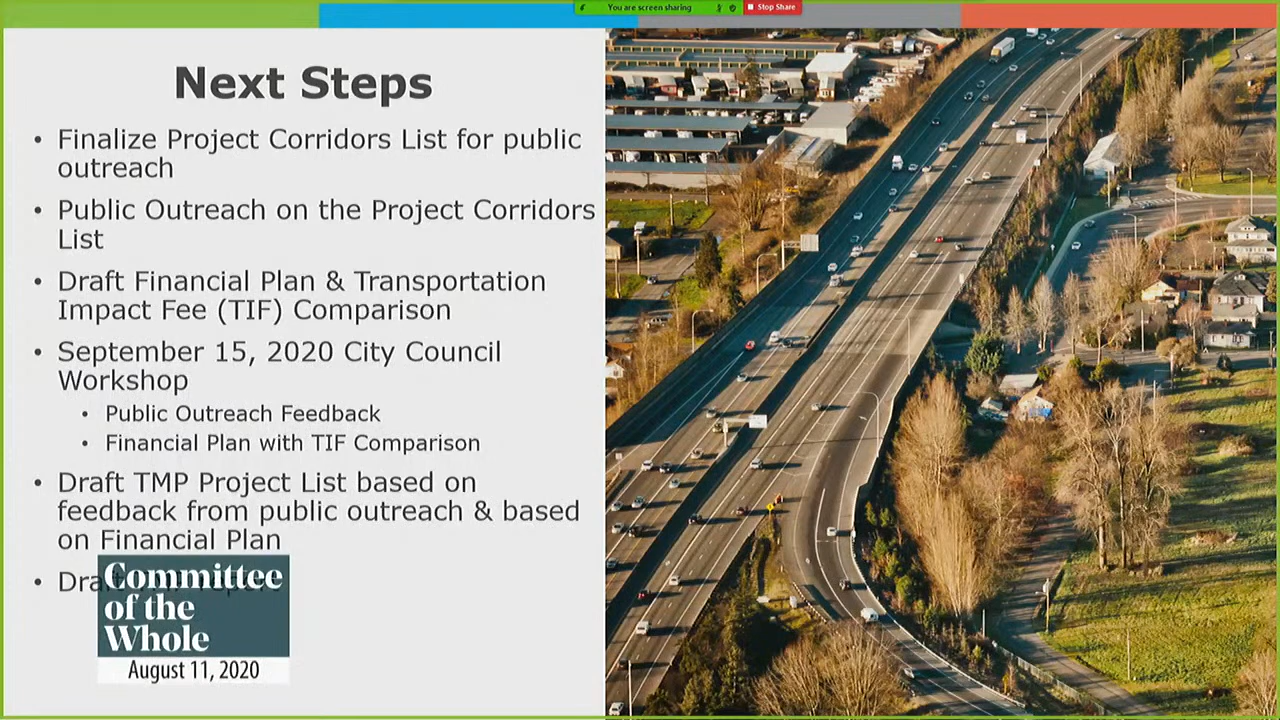 You are screen sharing
Stop Share
Next Steps
• Finalize Project Corridors List for public
outreach
• Public Outreach on the Project Corridors
List
• Draft Financial Plan & Transportation
Impact Fee (TIF) Comparison
• September 15, 2020 City Council
Workshop
• Public Outreach Feedback
• Financial Plan with TIF Comparison
• Draft TMP Project List based on
feedback from public outreach & based
on Financial Plan
Committee
of the
Whole
August 11, 2020